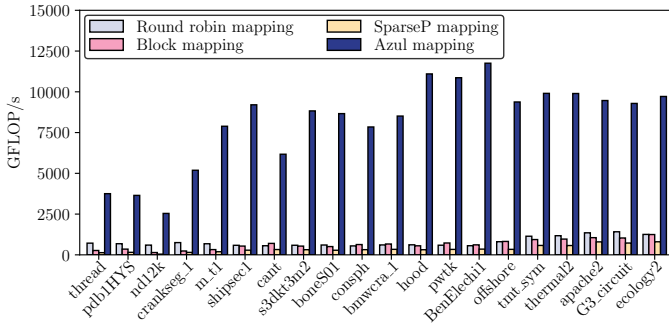 15000
12500
10000
7500
5000
2500
0
GFLOP/s
Round robin mapping
Block mapping
SparseP mapping
Azul mapping
thread
pdb1HYS
nd12k
crankseg_1
m_t1
shipsec1
cant
s3dkt3m2
boneS01
consph
bmwcra_1
hood
pwtk
BenElechi1
offshore
tmt_sym
thermal2
apache2
G3_circuit
ecology2